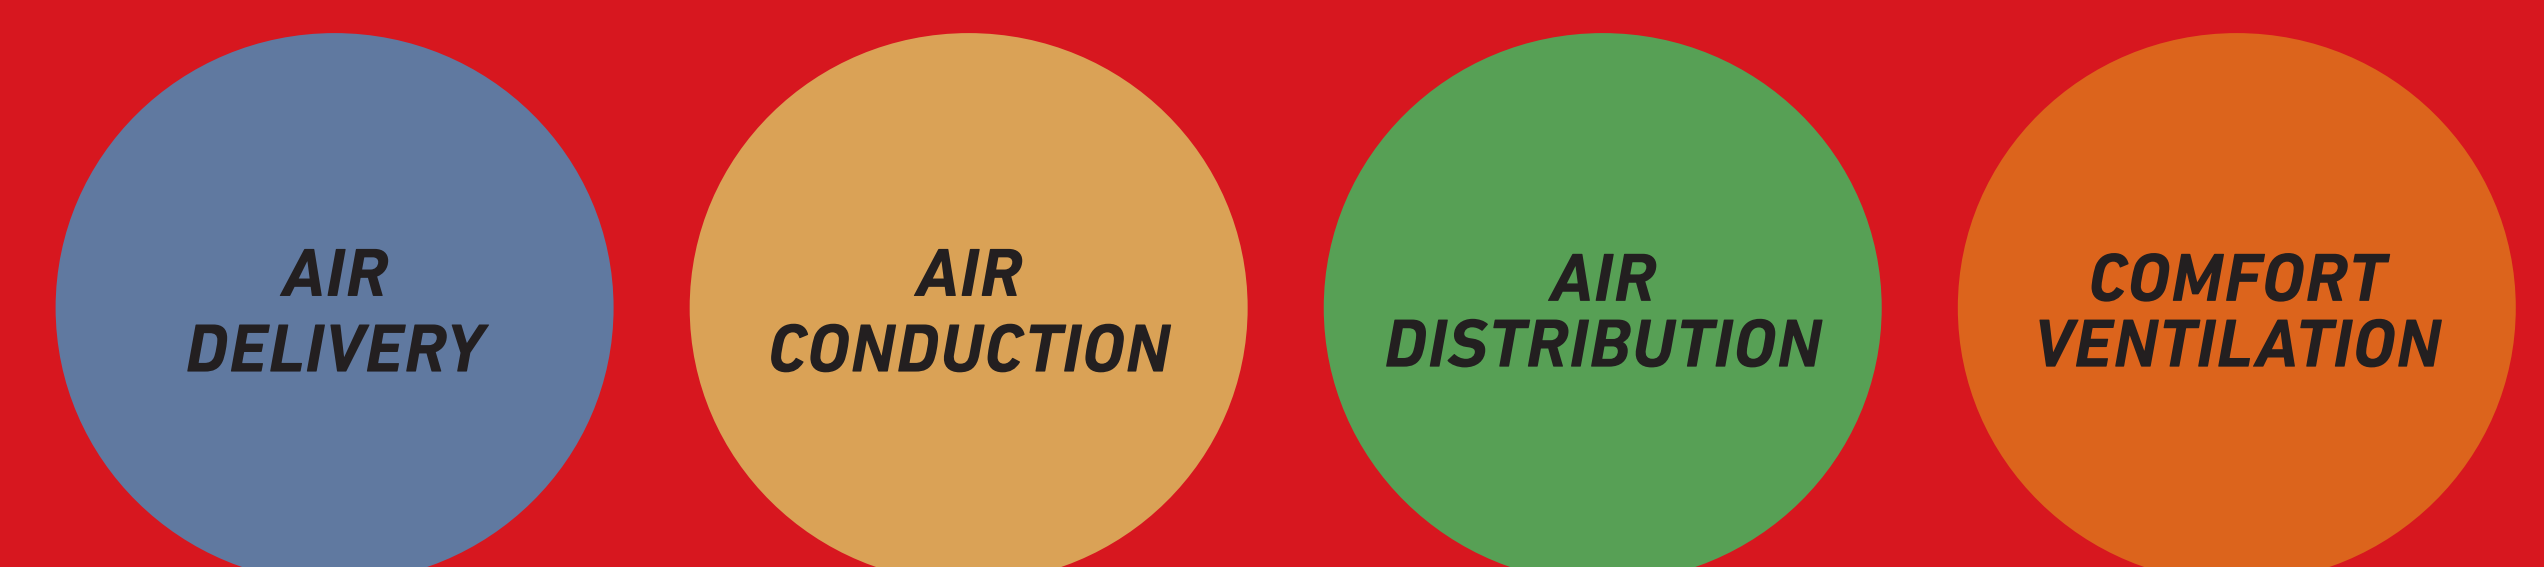 AIR
DELIVERY
AIR
CONDUCTION
AIR
DISTRIBUTION
COMFORT
VENTILATION